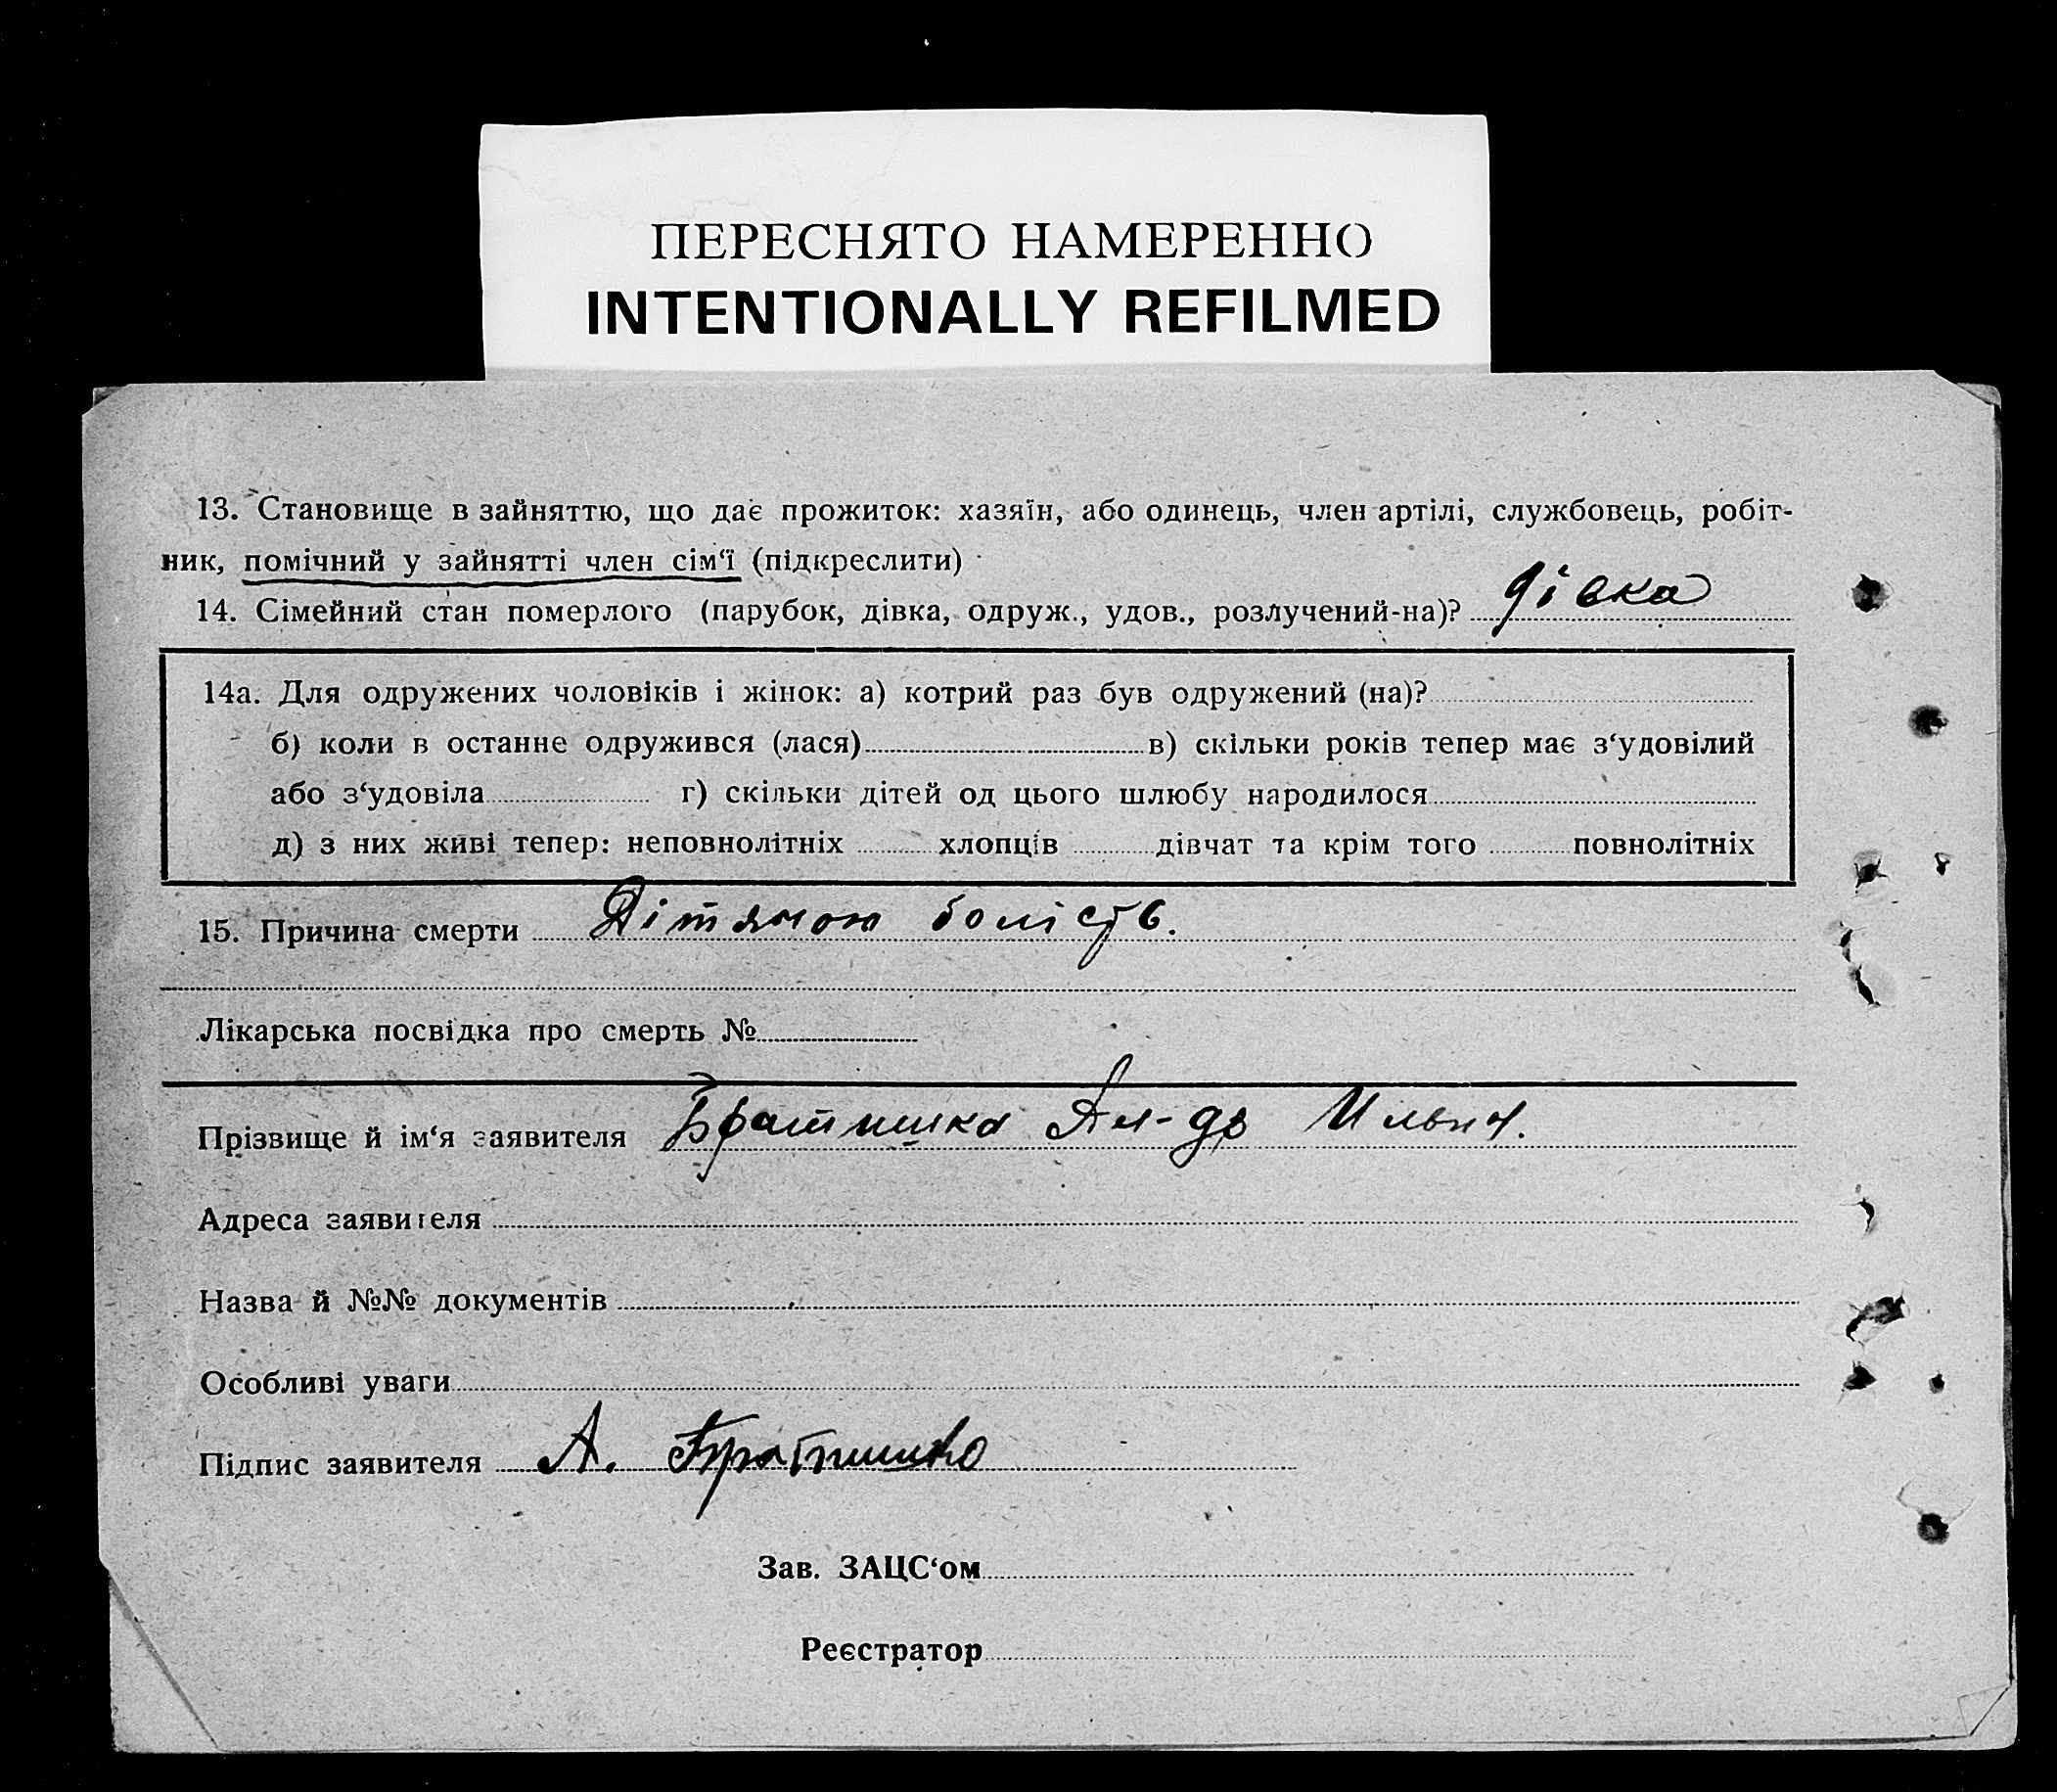 ПЕРЕСНЯТО НАМЕРЕННО
INTENTIONALLY REFILMED
13. Становище в зайняттю, що дає прожиток: хазяїн, або одинець, член артілі, службовець, робіт-
ник, помічний у зайнятті член сім‘ї (підкреслити)
14. Сімейний стан померлого (парубок, дівка, одруж., удов., розлучений-на)? дівка
14а. Для одружених чоловіків і жінок: а) котрий раз був одружений (на)?
б) коли в останне одружився (лася) в) скільки років тепер має з‘удовілий
або з‘удовіла г) скільки дітей од цього шлюбу народилося
д) з них живі тепер: неповнолітніх хлопців дівчат та крім того повнолітніх
15. Причина смерти болість.
Лікарська посвідка про смерть №
Прізвище й ім‘я заявителя Ал-др Ильич.
Адреса заявителя
Назва й №№ документів
Особливі уваги
Підпис заявителя А.
Зав. ЗАЦС‘ом
Реєстратор